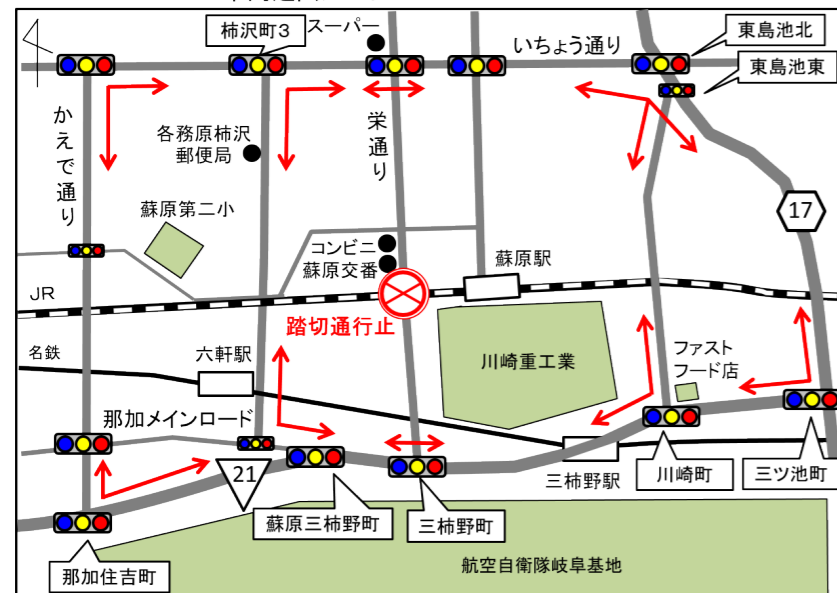 柿沢町3
スーパー
いちょう通り
東島池北
東島池東
かえで通り
各務原柿沢
郵便局
栄通り
蘇原第二小
17
コンビニ
蘇原交番
蘇原駅
JR
踏切通行止
名鉄
六軒駅
川崎重工業
ファスト
フード店
那加メインロード
21
三柿野駅
川崎町
三ツ池町
蘇原三柿野町
三柿野町
那加住吉町
航空自衛隊岐阜基地